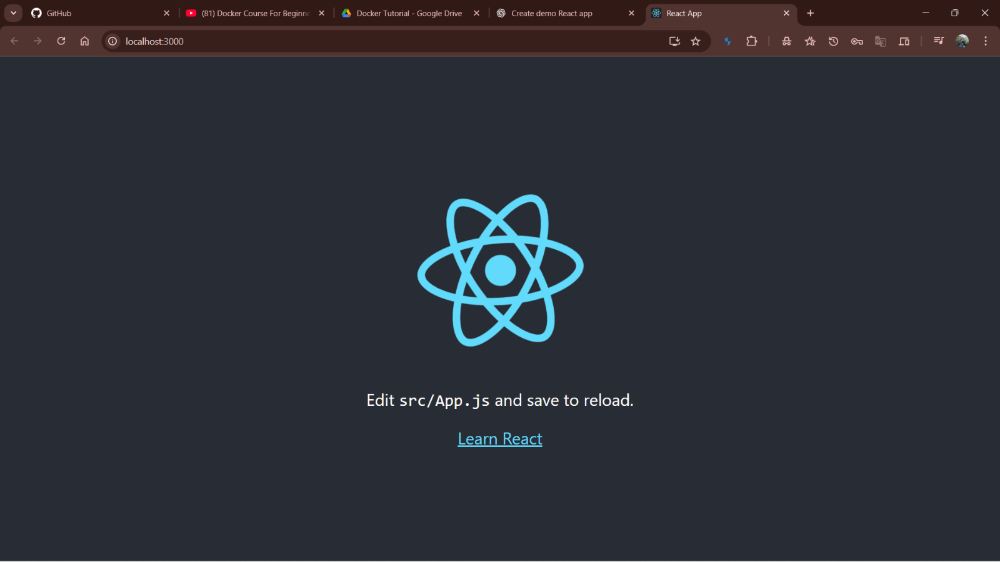 GitHub
(81) Docker Course For Beginne
Docker Tutorial - Google Drive
Create demo React app
React App
localhost:3000
Edit src/App.js and save to reload.
Learn React